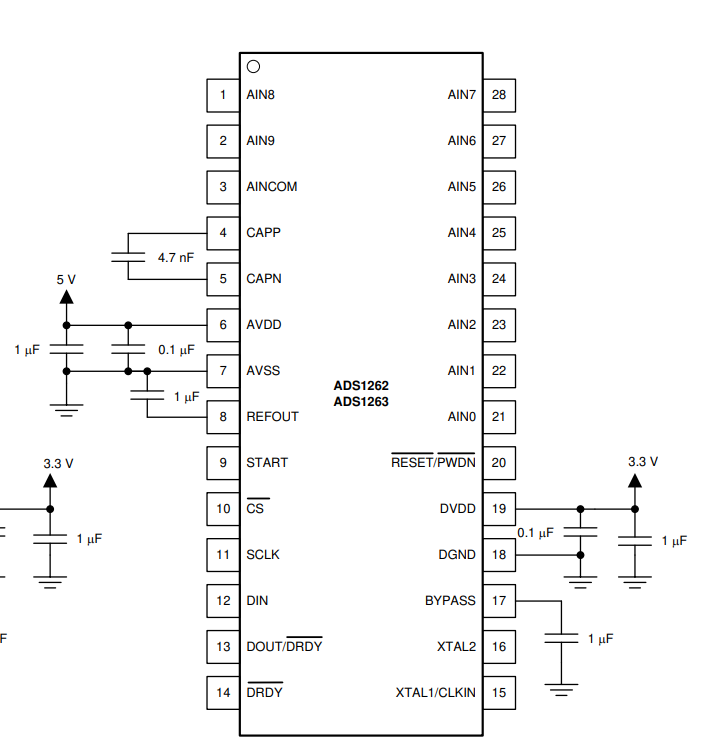 1 AIN8 AIN7 28
2 AIN9 AIN6 27
3 AINCOM AIN5 26
4 CAPP AIN4 25
4.7 nF
5 CAPN AIN3 24
5 V
6 AVDD AIN2 23
1 µF 0.1 µF
7 AVSS AIN1 22
ADS1262
1 µF
ADS1263
8 REFOUT AIN0 21
3.3 V 9 START RESET/PWDN 20 3.3 V
10 CS DVDD 19
0.1 µF
1 µF 1 µF
11 SCLK DGND 18
12 DIN BYPASS 17
F 1 µF
13 DOUT/DRDY XTAL2 16
14 DRDY XTAL1/CLKIN 15